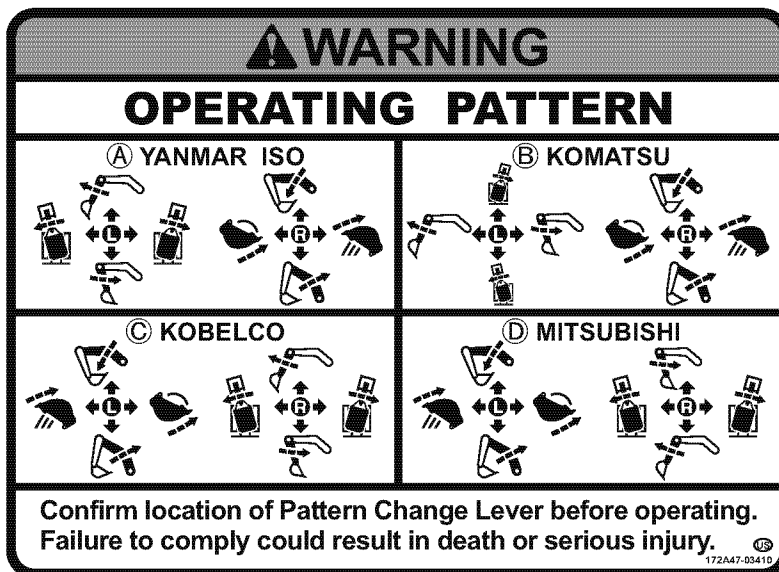 WARNING
OPERATING PATTERN
Ⓐ YANMAR ISO
L R
Ⓑ KOMATSU
L R
Ⓒ KOBELCO
L R
Ⓓ MITSUBISHI
L R
Confirm location of Pattern Change Lever before operating.
Failure to comply could result in death or serious injury.
US
172A47-03410